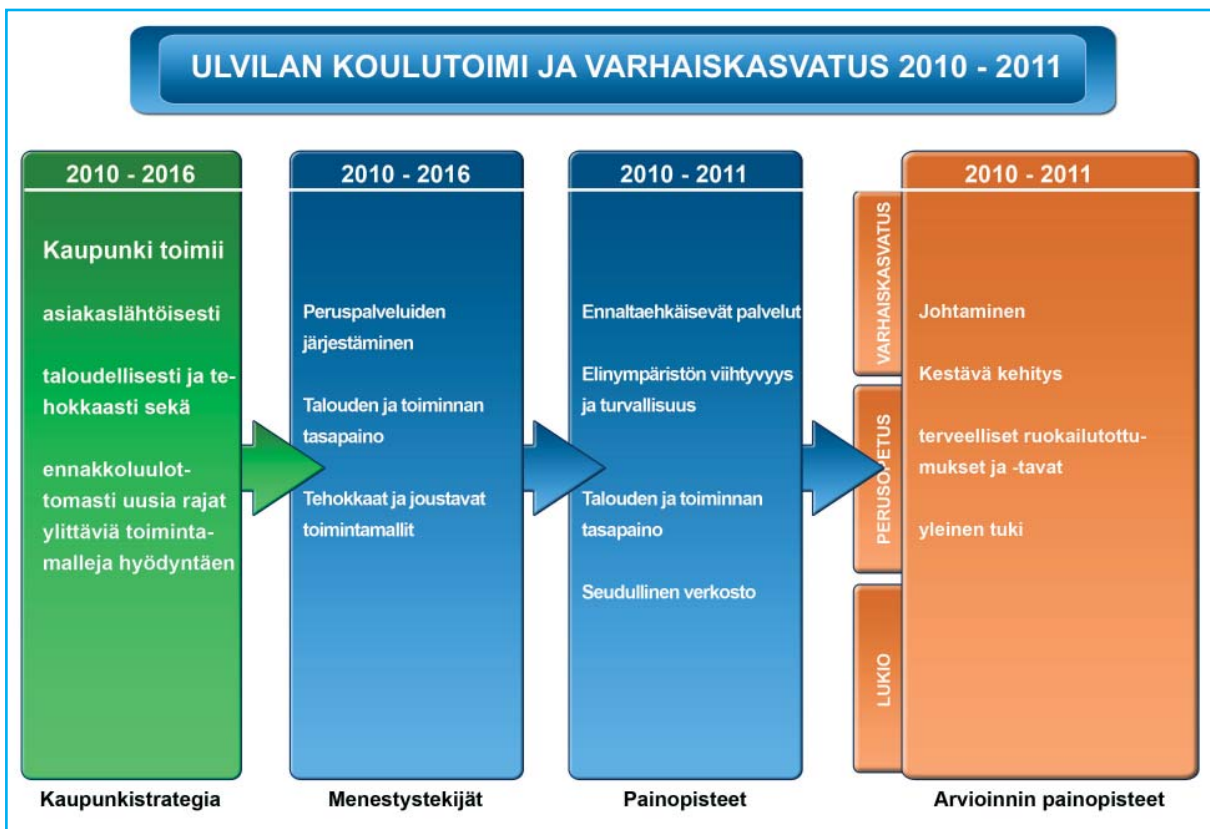 ULVILAN KOULUTOIMI JA VARHAISKASVATUS 2010 - 2011
2010 - 2016
Kaupunki toimii
asiakaslähtöisesti
taloudellisesti ja te-
hokkaasti sekä
ennakkoluulot-
tomasti uusia rajat
ylittäviä toiminta-
malleja hyödyntäen
Kaupunkistrategia
2010 - 2016
Peruspalveluiden
järjestäminen
Talouden ja toiminnan
tasapaino
Tehokkaat ja joustavat
toimintamallit
Menestystekijät
2010 - 2011
Ennaltaehkäisevät palvelut
Elinympäristön viihtyvyys
ja turvallisuus
Talouden ja toiminnan
tasapaino
Seudullinen verkosto
Painopisteet
VARHAISKASVATUS
PERUSOPETUS
LUKIO
2010 - 2011
Johtaminen
Kestävä kehitys
terveelliset ruokailutottu-
mukset ja -tavat
yleinen tuki
Arvioinnin painopisteet